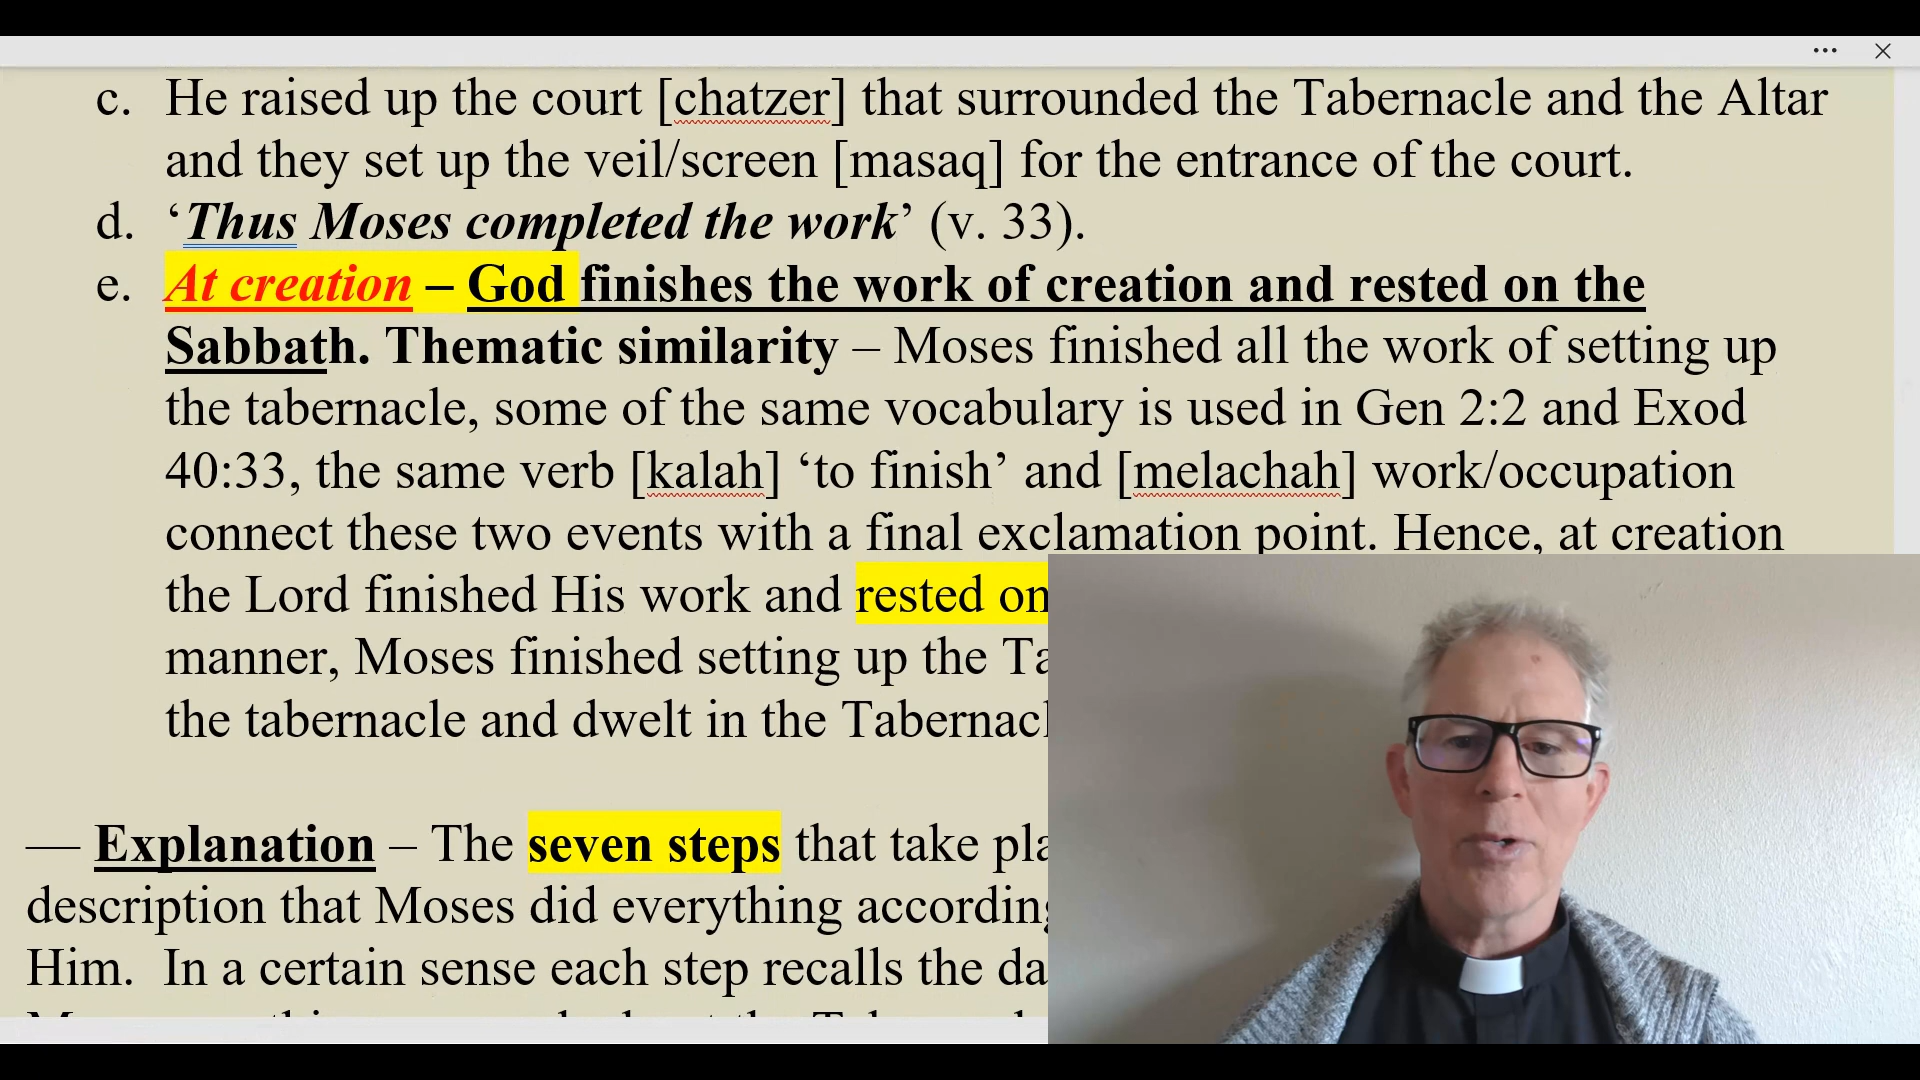 c. He raised up the court [chatzer] that surrounded the Tabernacle and the Altar
and they set up the veil/screen [masaq] for the entrance of the court.
d. ‘Thus Moses completed the work’ (v. 33).
e. At creation – God finishes the work of creation and rested on the
Sabbath. Thematic similarity – Moses finished all the work of setting up
the tabernacle, some of the same vocabulary is used in Gen 2:2 and Exod
40:33, the same verb [kalah] ‘to finish’ and [melachah] work/occupation
connect these two events with a final exclamation point. Hence, at creation
the Lord finished His work and rested on
manner, Moses finished setting up the
the tabernacle and dwelt in the
— Explanation – The seven steps that take
description that Moses did everything
Him. In a certain sense each step recalls the